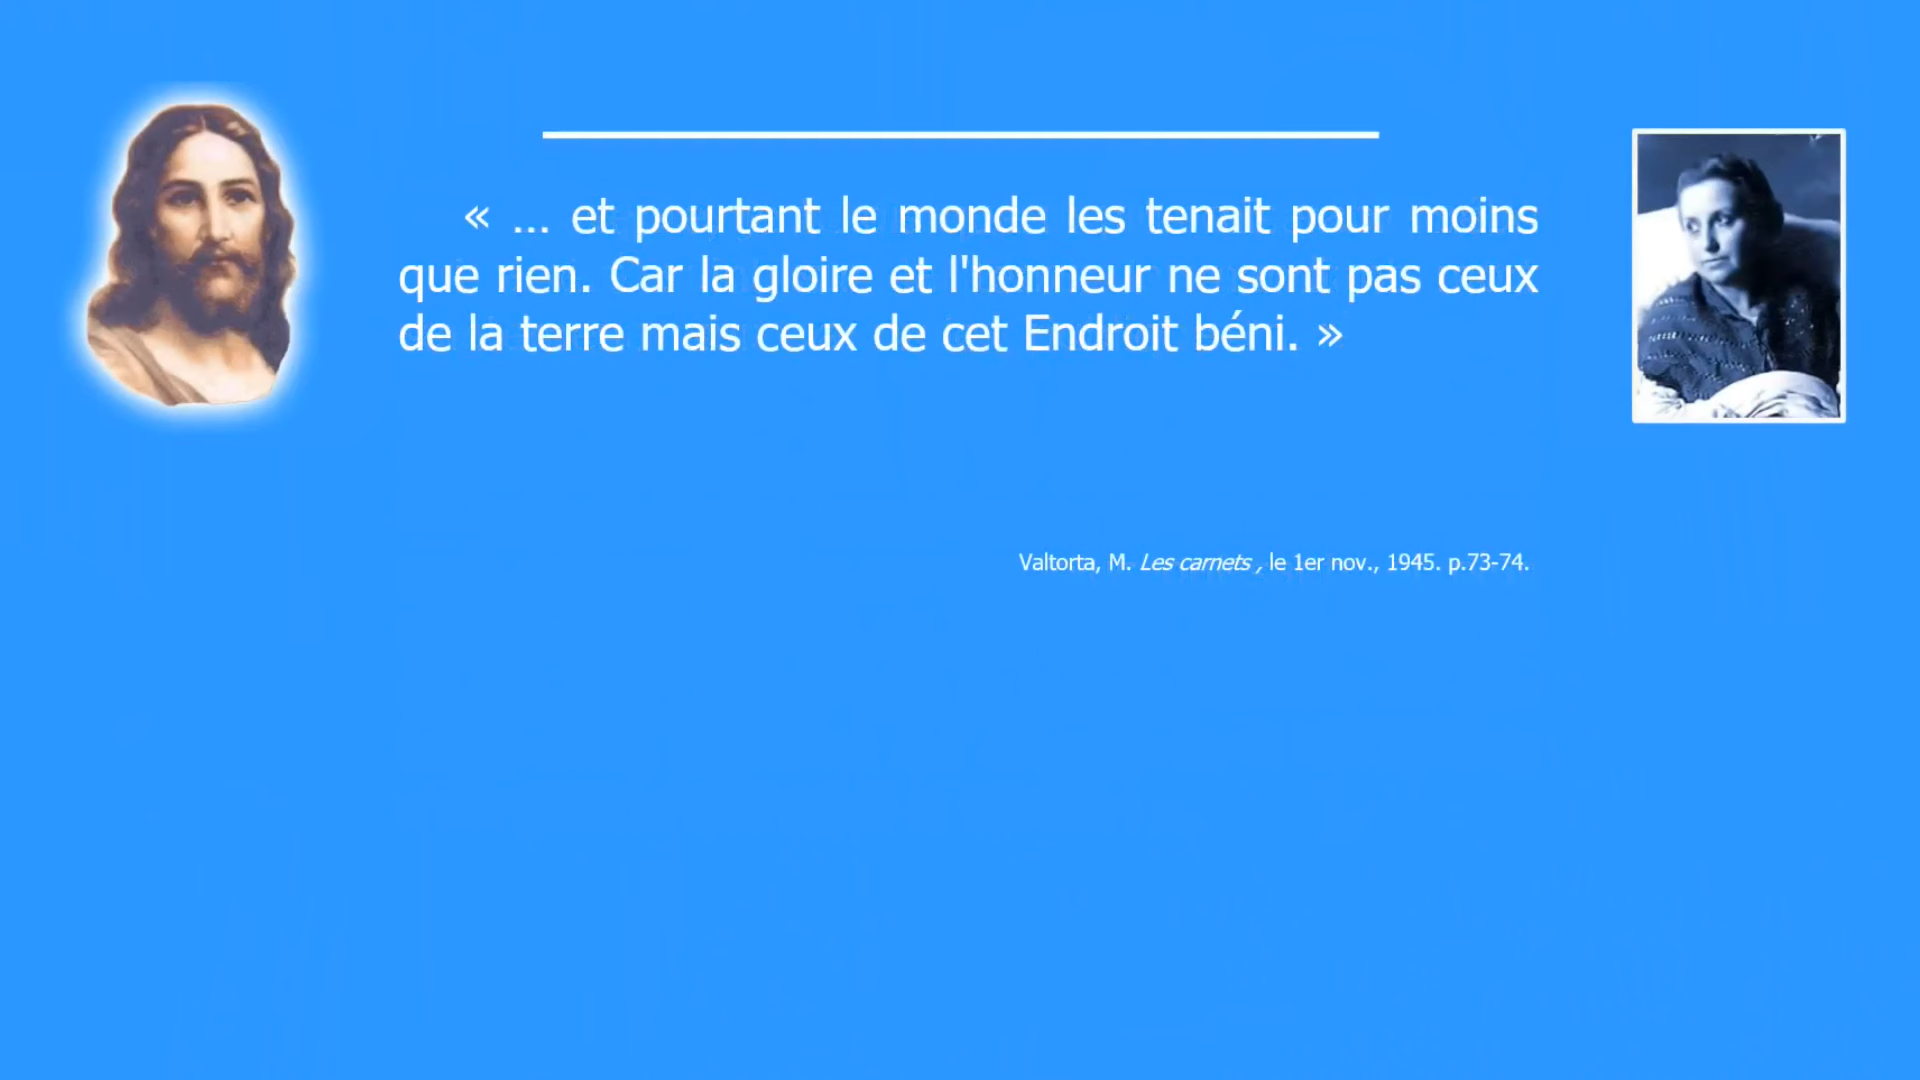 « ... et pourtant le monde les tenait pour moins
que rien. Car la gloire et l'honneur ne sont pas ceux
de la terre mais ceux de cet Endroit béni. »
Valtorta, M. Les carnets , le 1er nov., 1945. p.73-74.